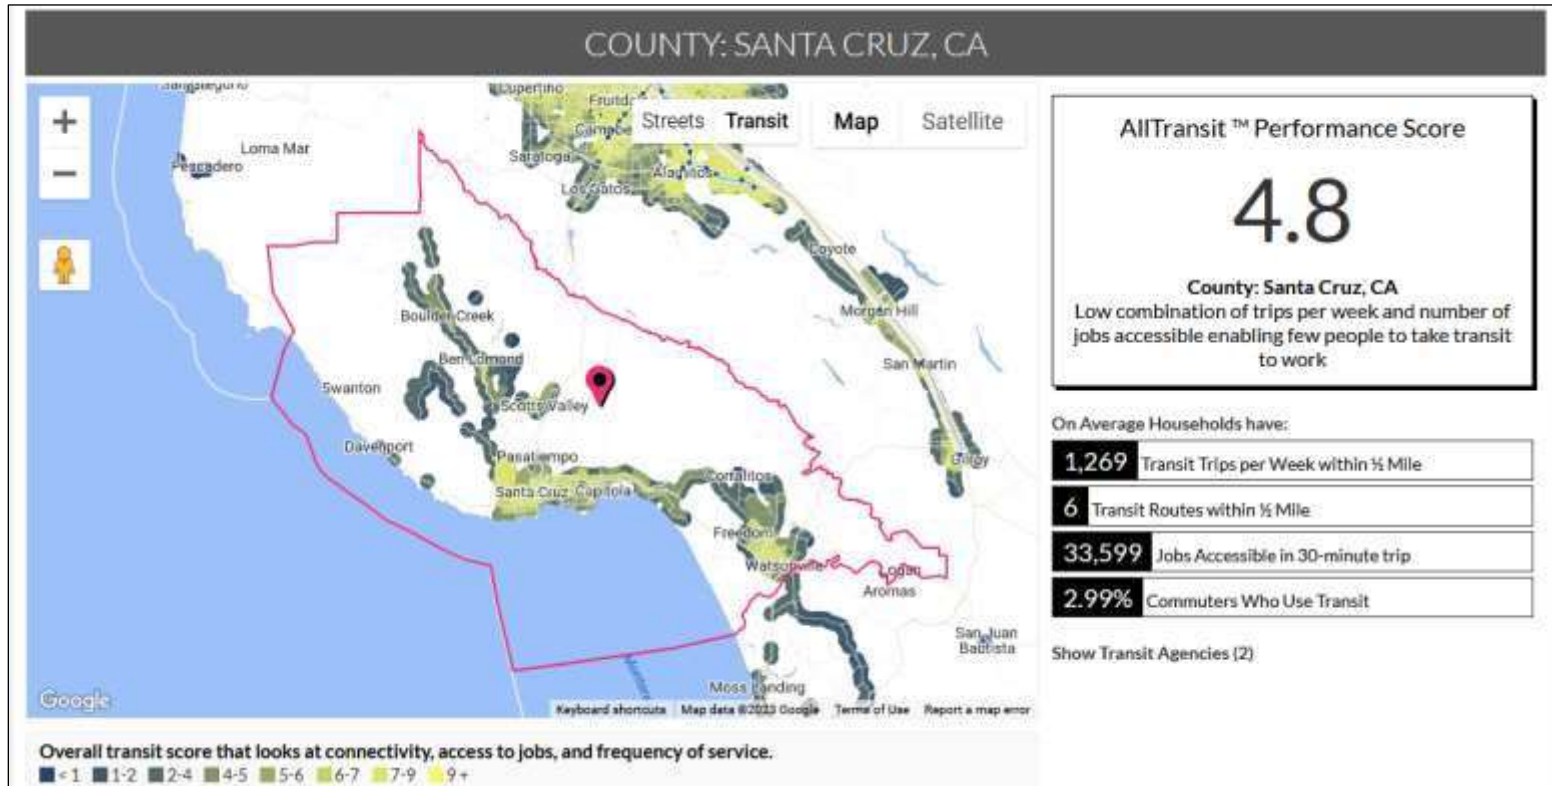 COUNTY: SANTA CRUZ, CA
Cupertino
Loma Mar
Streets Transit
Map Satellite
Saratoga
Pescadero
Los Gatos
Coyote
Boulder Creek
Morgan Hill
Ben Lomond
San Martin
Swanton
Scotts Valley
Davenport
Pasatiempo
Gilroy
Corralitos
Santa Cruz
Capitola
Freedom
Watsonville
Logan
Aromas
San Juan
Bautista
Moss Landing
Google
Keyboard shortcuts Map data ©2023 Google Terms of Use Report a map error
Overall transit score that looks at connectivity, access to jobs, and frequency of service.
< 1 1-2 2-4 4-5 5-6 6-7 7-9 9 +
AllTransit ™ Performance Score
4.8
County: Santa Cruz, CA
Low combination of trips per week and number of
jobs accessible enabling few people to take transit
to work
On Average Households have:
1,269 Transit Trips per Week within ½ Mile
6 Transit Routes within ½ Mile
33,599 Jobs Accessible in 30-minute trip
2.99% Commuters Who Use Transit
Show Transit Agencies (2)